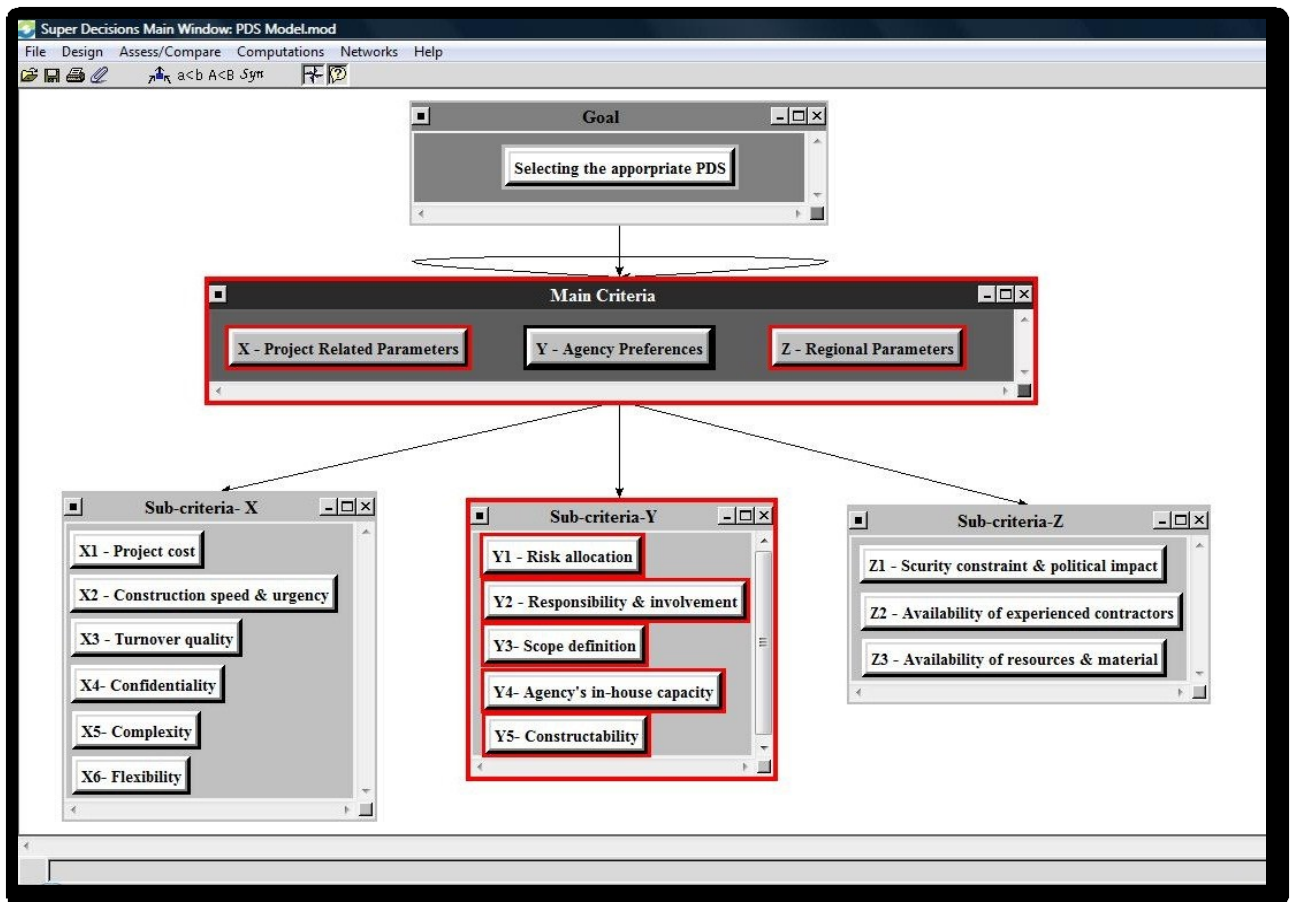 Super Decisions Main Window: PDS Model.mod
File Design Assess/Compare Computations Networks Help
a<b A<B Syn
Goal
Selecting the apporpriate PDS
Main Criteria
X - Project Related Parameters
Y - Agency Preferences
Z - Regional Parameters
Sub-criteria- X
X1 - Project cost
X2 - Construction speed & urgency
X3 - Turnover quality
X4- Confidentiality
X5- Complexity
X6- Flexibility
Sub-criteria-Y
Y1 - Risk allocation
Y2 - Responsibility & involvement
Y3- Scope definition
Y4- Agency's in-house capacity
Y5- Constructability
Sub-criteria-Z
Z1 - Scurity constraint & political impact
Z2 - Availability of experienced contractors
Z3 - Availability of resources & material